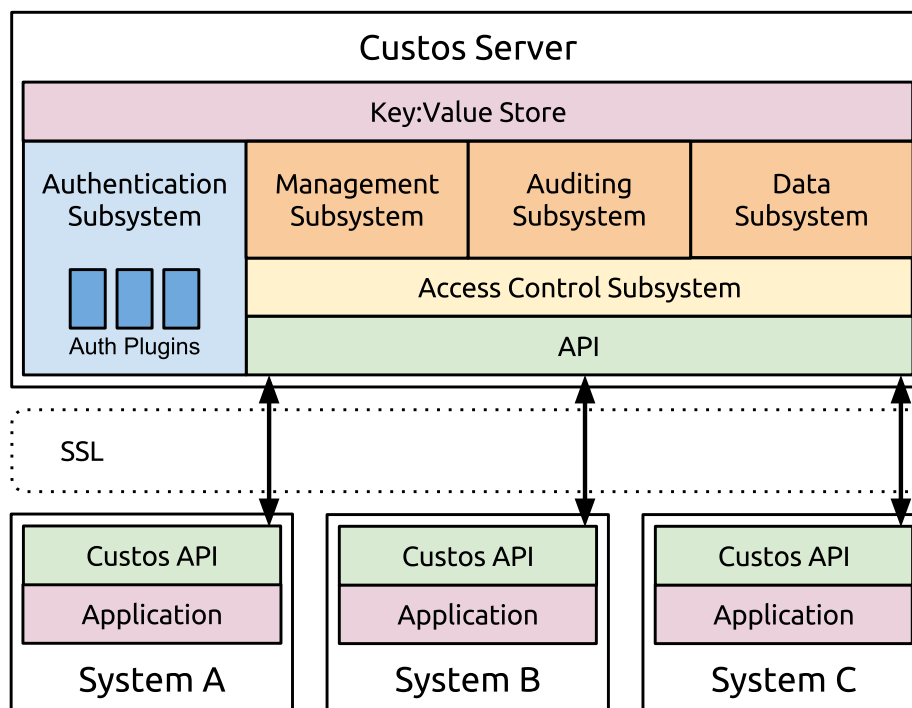 Custos Server
Key:Value Store
Authentication
Subsystem
Management
Subsystem
Auditing
Subsystem
Data
Subsystem
Auth Plugins
Access Control Subsystem
API
SSL
Custos API
Application
System A
Custos API
Application
System B
Custos API
Application
System C